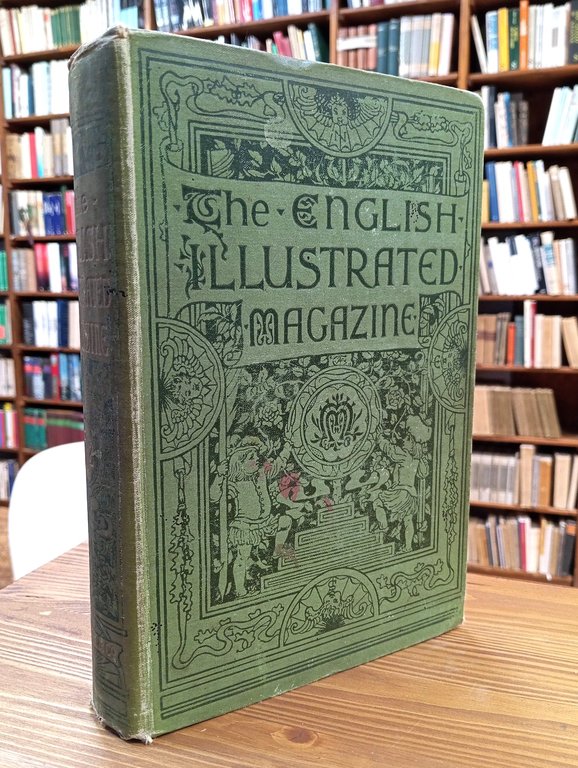 The · ENGLISH ·
ILLUSTRATED
· MAGAZINE ·